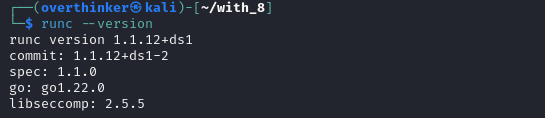 ┌──(overthinker㉿kali)-[~/with_8]
└─$ runc --version
runc version 1.1.12+ds1
commit: 1.1.12+ds1-2
spec: 1.1.0
go: go1.22.0
libseccomp: 2.5.5